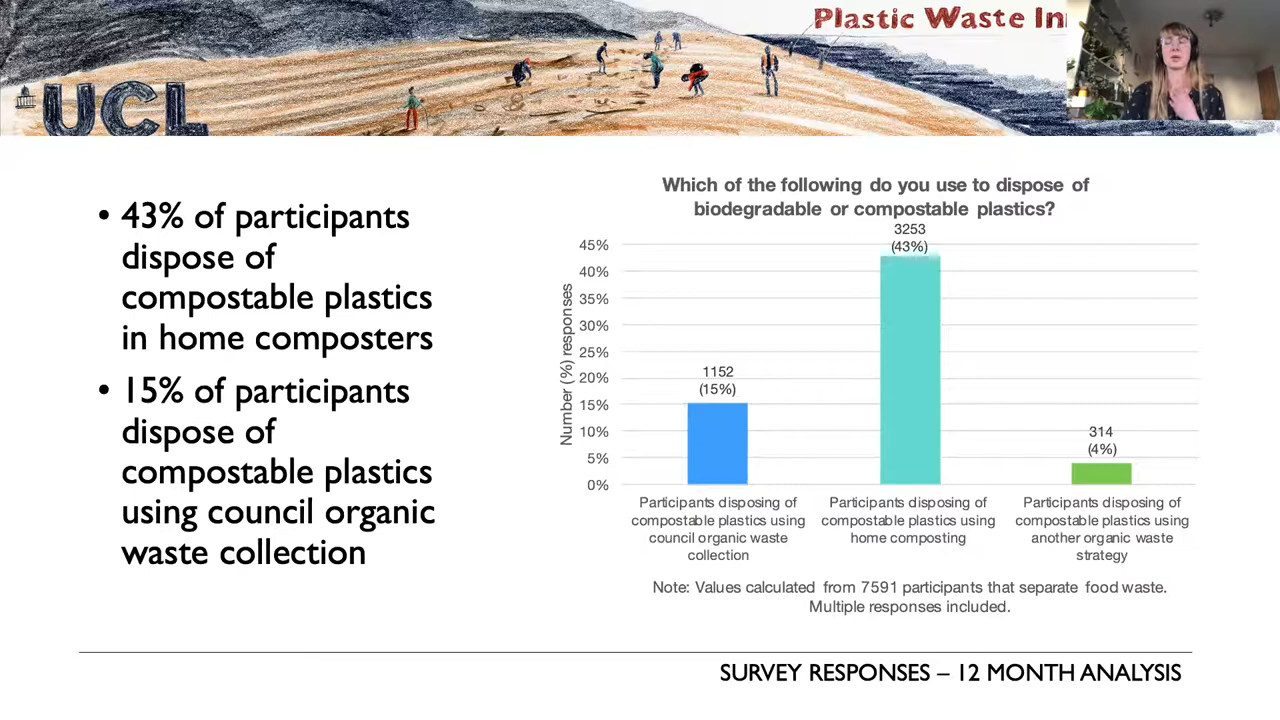 Plastic Waste
UCL
• 43% of participants
dispose of
compostable plastics
in home composters
• 15% of participants
dispose of
compostable plastics
using council organic
waste collection
Which of the following do you use to dispose of
biodegradable or compostable plastics?
Number (%) responses
45%
40%
35%
30%
25%
20%
15%
10%
5%
0%
1152
(15%)
3253
(43%)
314
(4%)
Participants disposing of
compostable plastics using
council organic waste
collection
Participants disposing of
compostable plastics using
home composting
Participants disposing of
compostable plastics using
another organic waste
strategy
Note: Values calculated from 7591 participants that separate food waste.
Multiple responses included.
SURVEY RESPONSES – 12 MONTH ANALYSIS